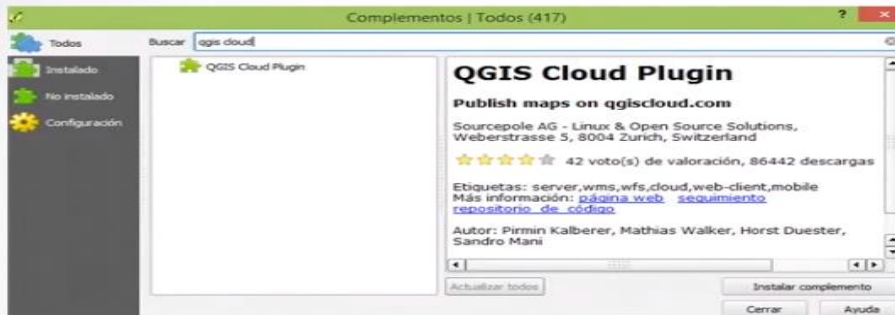 Complementos | Todos (417)
? ×
Todos
Buscar qgis cloud
Instalado
No instalado
Configuración
QGIS Cloud Plugin
QGIS Cloud Plugin
Publish maps on qgiscloud.com
Sourcepole AG - Linux & Open Source Solutions,
Weberstrasse 5, 8004 Zurich, Switzerland
42 voto(s) de valoración, 86442 descargas
Etiquetas: server,wms,wfs,cloud,web-client,mobile
Más información: página web seguimiento
repositorio de código
Autor: Pirmin Kalberer, Mathias Walker, Horst Duester,
Sandro Mani
Actualizar todos
Instalar complemento
Cerrar
Ayuda